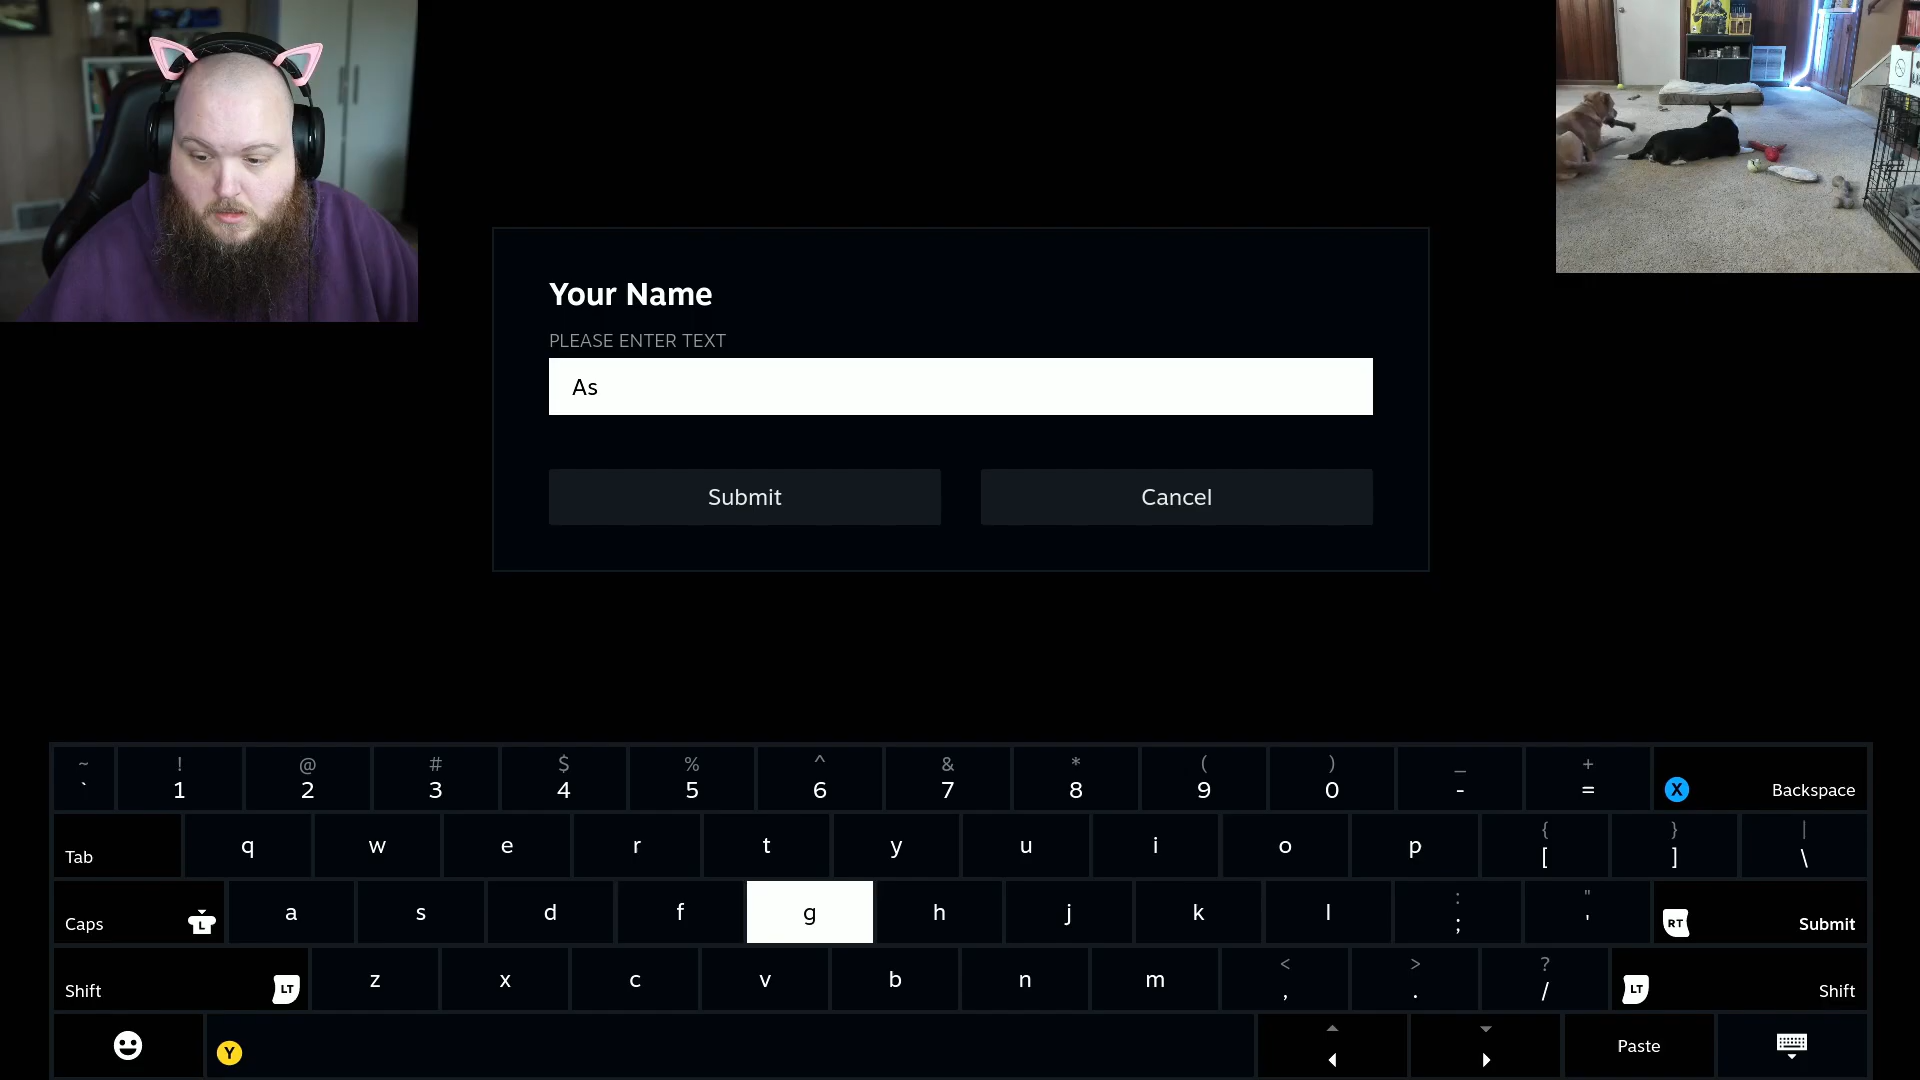 Your Name
PLEASE ENTER TEXT
As
Submit Cancel
~ ` ! 1 @ 2 # 3 $ 4 % 5 ^ 6 & 7 * 8 ( 9 ) 0 _ - + = X Backspace
Tab q w e r t y u i o p { [ } ] | \
Caps L a s d f g h j k l : ; " ' RT Submit
Shift LT z x c v b n m < , > . ? / LT Shift
Y Paste